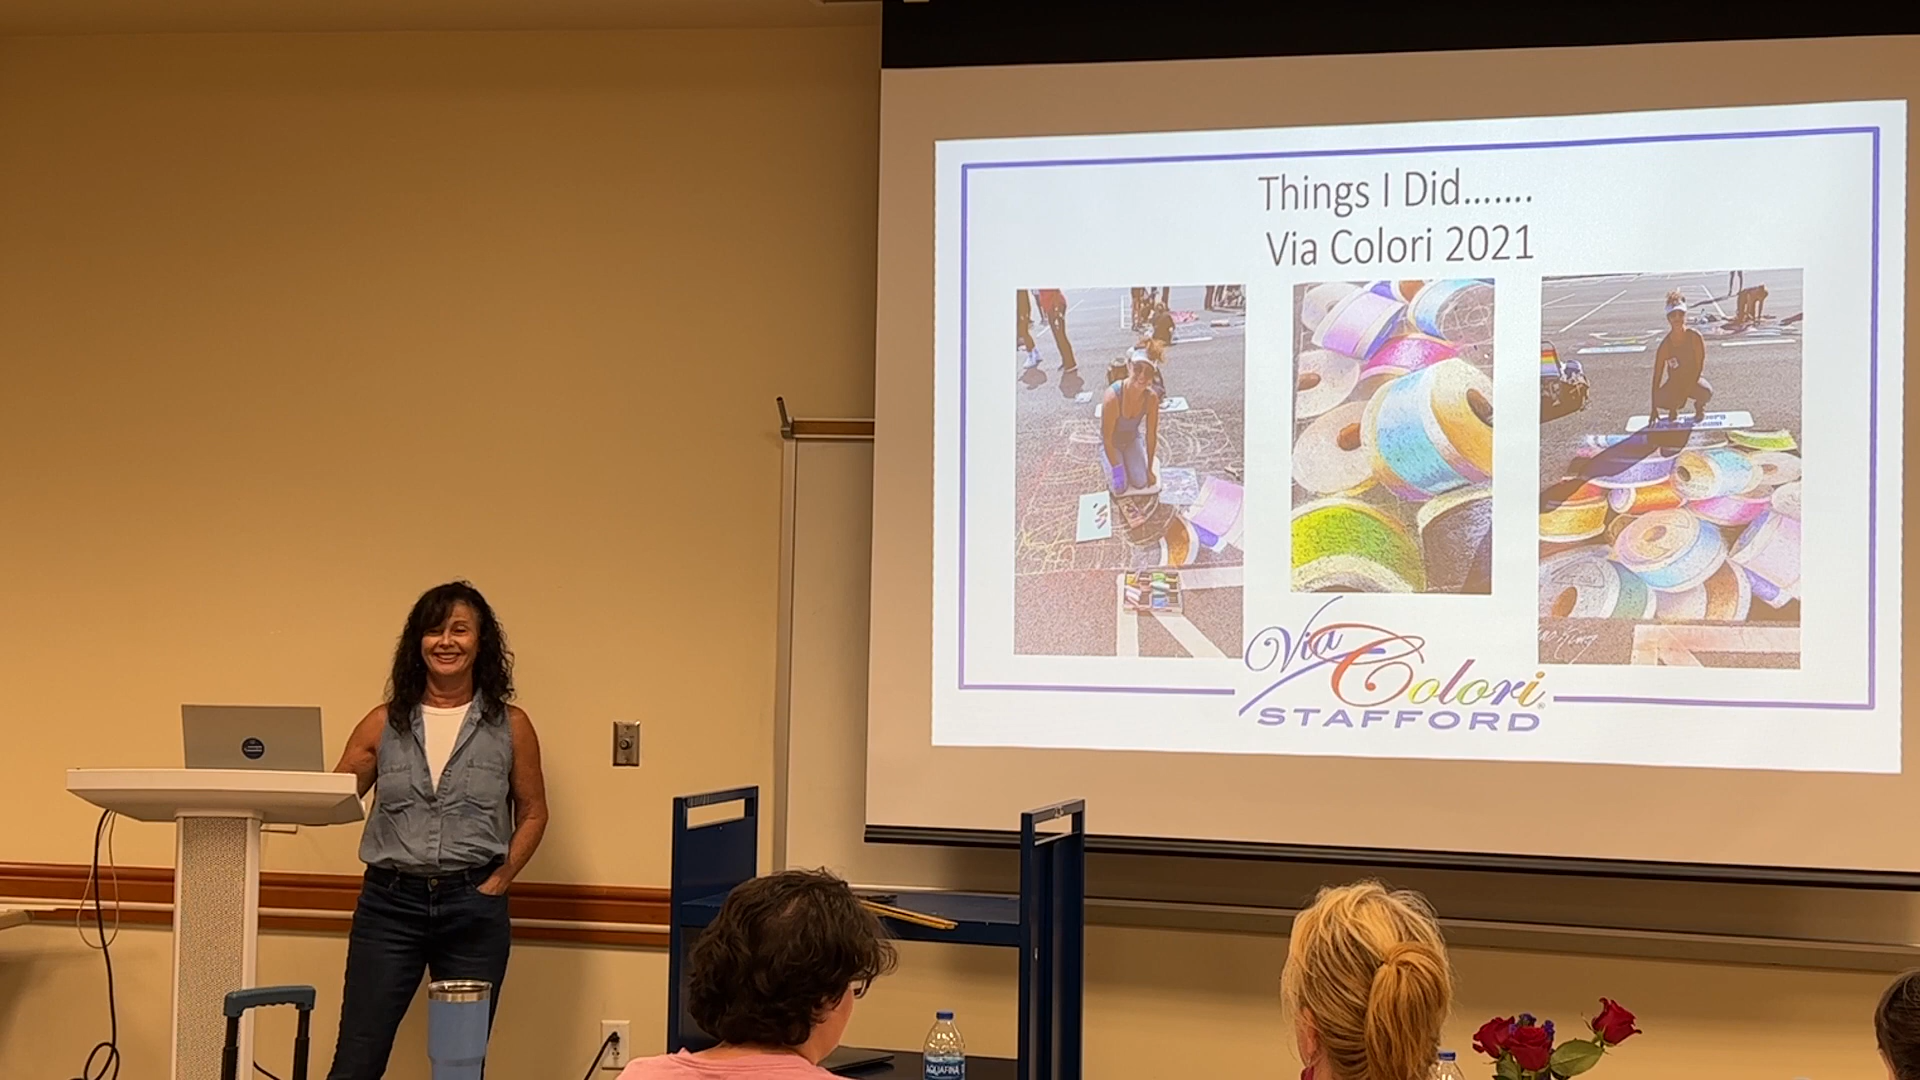 Things I Did.......
Via Colori 2021
Via Colori®
STAFFORD
AQUAFINA